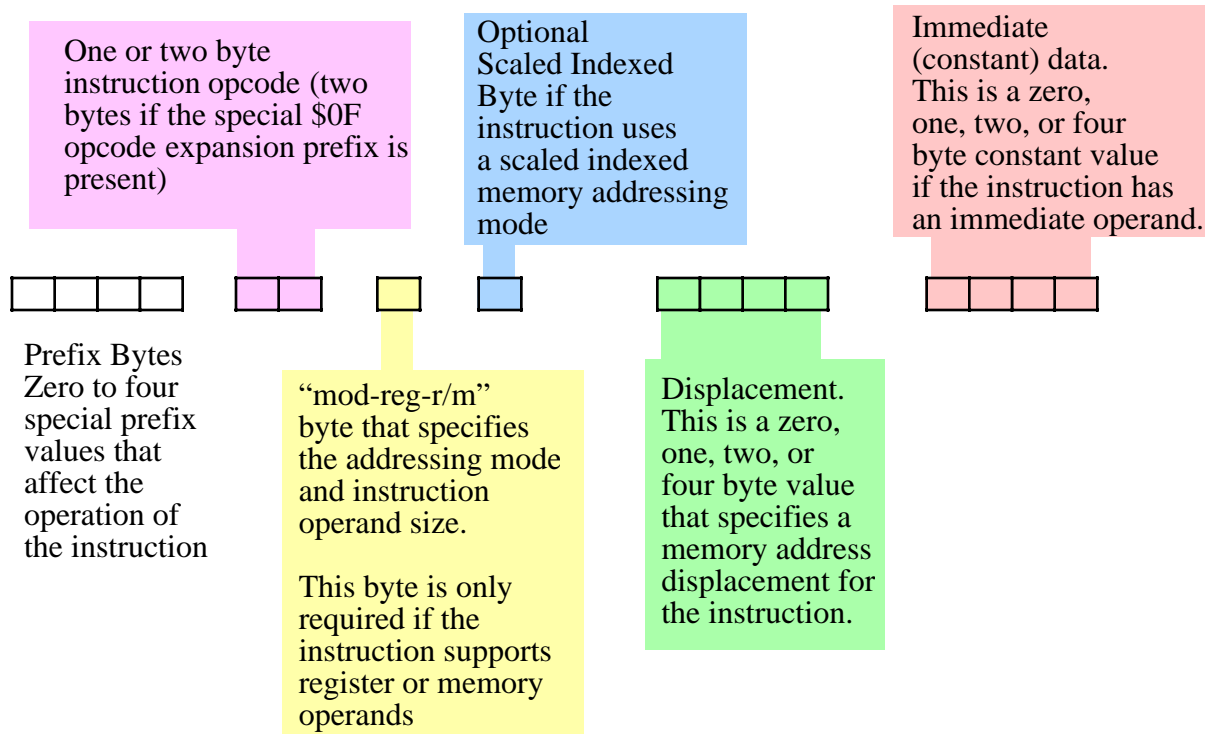 One or two byte
instruction opcode (two
bytes if the special $0F
opcode expansion prefix is
present)
Optional
Scaled Indexed
Byte if the
instruction uses
a scaled indexed
memory addressing
mode
Immediate
(constant) data.
This is a zero,
one, two, or four
byte constant value
if the instruction has
an immediate operand.
Prefix Bytes
Zero to four
special prefix
values that
affect the
operation of
the instruction
“mod-reg-r/m”
byte that specifies
the addressing mode
and instruction
operand size.
This byte is only
required if the
instruction supports
register or memory
operands
Displacement.
This is a zero,
one, two, or
four byte value
that specifies a
memory address
displacement for
the instruction.